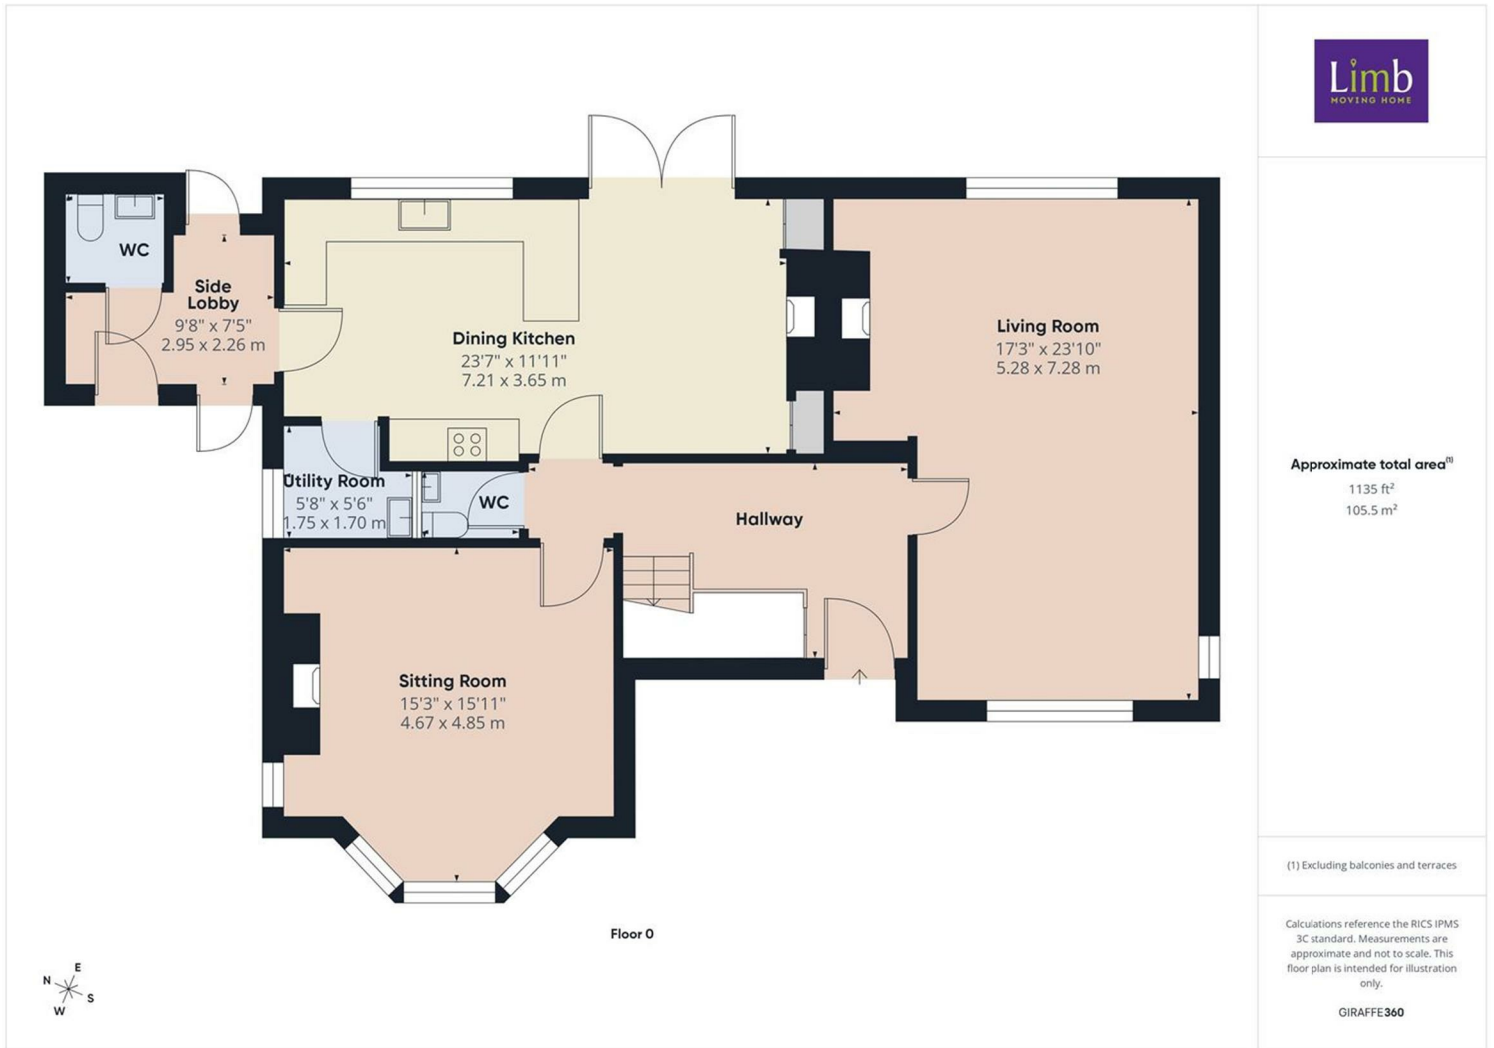 Limb
MOVING HOME
WC
Side
Lobby
9'8" x 7'5"
2.95 x 2.26 m
Dining Kitchen
23'7" x 11'11"
7.21 x 3.65 m
Living Room
17'3" x 23'10"
5.28 x 7.28 m
Utility Room
5'8" x 5'6"
1.75 x 1.70 m
WC
Hallway
Sitting Room
15'3" x 15'11"
4.67 x 4.85 m
Floor 0
N
E
S
W
Approximate total area(1)
1135 ft²
105.5 m²
(1) Excluding balconies and terraces
Calculations reference the RICS IPMS
3C standard. Measurements are
approximate and not to scale. This
floor plan is intended for illustration
only.
GIRAFFE360